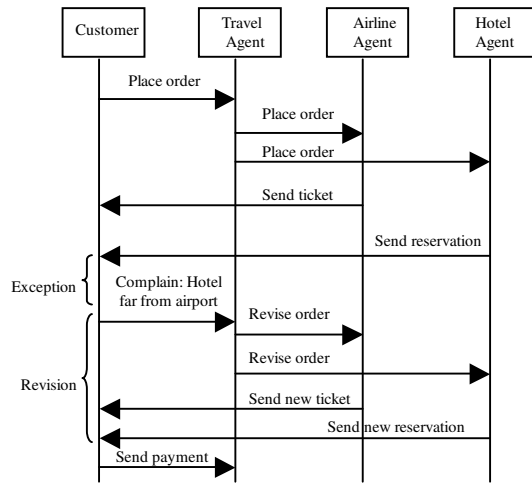 Customer
Travel
Agent
Airline
Agent
Hotel
Agent
Place order
Place order
Place order
Send ticket
Send reservation
Exception
Complain: Hotel
far from airport
Revise order
Revise order
Revision
Send new ticket
Send new reservation
Send payment